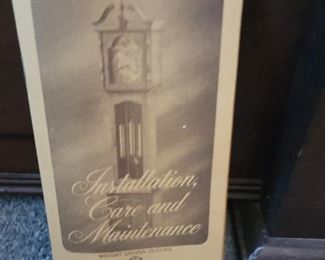 Installation,
Care and
Maintenance
WEIGHT DRIVEN CLOCKS